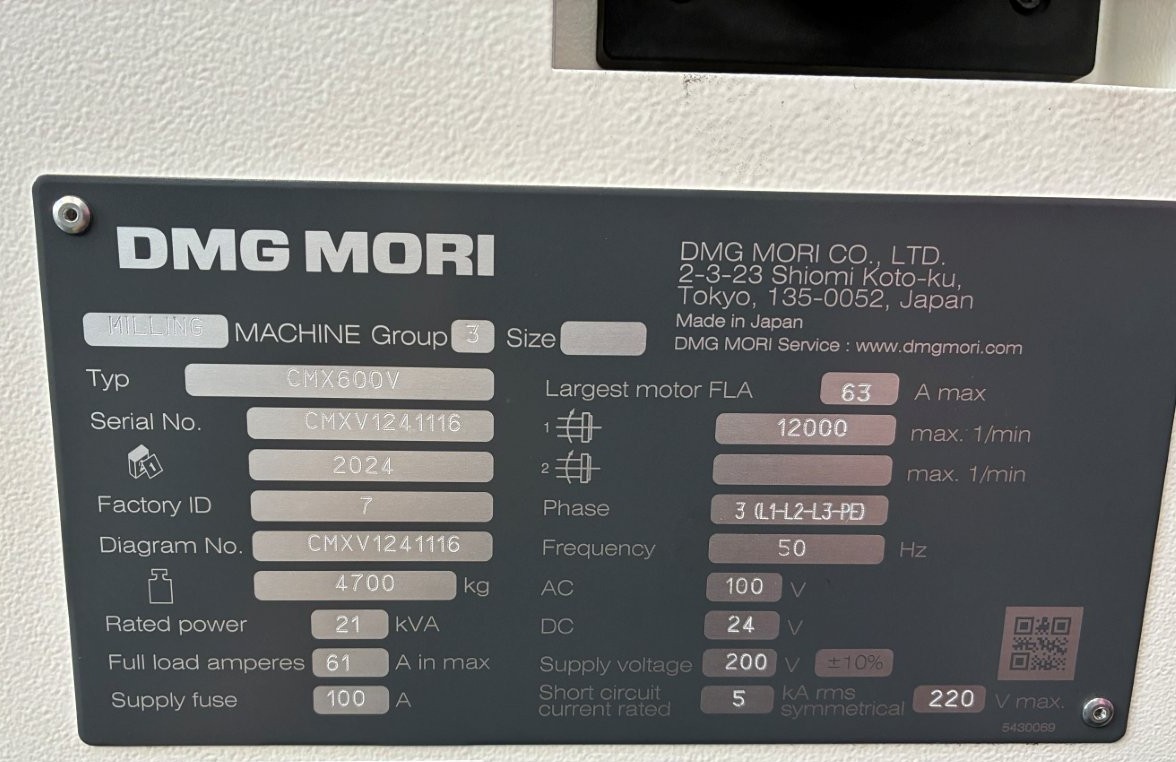 DMG MORI
DMG MORI CO., LTD.
2-3-23 Shiomi Koto-ku,
Tokyo, 135-0052, Japan
Made in Japan
DMG MORI Service : www.dmgmori.com
MILLING MACHINE Group 3 Size
Typ CMX600V
Serial No. CMXV1241116
2024
Factory ID 7
Diagram No. CMXV1241116
4700 kg
Rated power 21 kVA
Full load amperes 61 A in max
Supply fuse 100 A
Largest motor FLA 63 A max
1 12000 max. 1/min
2 max. 1/min
Phase 3 (L1-L2-L3-PE)
Frequency 50 Hz
AC 100 V
DC 24 V
Supply voltage 200 V ±10%
Short circuit
current rated 5 kA rms
symmetrical 220 V max.
5430069